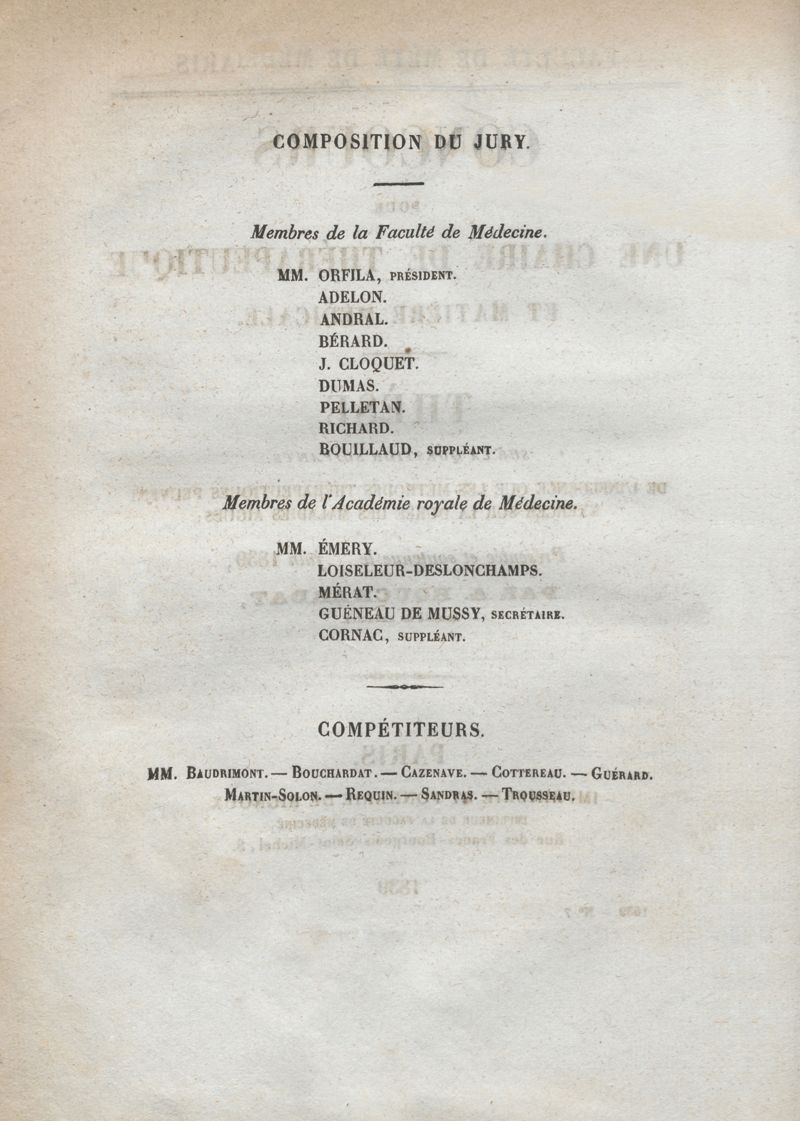 COMPOSITION DU JURY.
Membres de la Faculté de Médecine.
MM. ORFILA, PRÉSIDENT.
ADELON.
ANDRAL.
BÉRARD.
J. CLOQUET.
DUMAS.
PELLETAN.
RICHARD.
BOUILLAUD, SUPPLÉANT.
Membres de l'Académie royale de Médecine.
MM. ÉMERY.
LOISELEUR-DESLONCHAMPS.
MÉRAT.
GUÉNEAU DE MUSSY, SECRÉTAIRE.
CORNAC, SUPPLÉANT.
COMPÉTITEURS.
MM. BAUDRIMONT. — BOUCHARDAT. — CAZENAVE. — COTTEREAU. — GUÉRARD.
MARTIN-SOLON. — REQUIN. — SANDRAS. — TROUSSEAU.